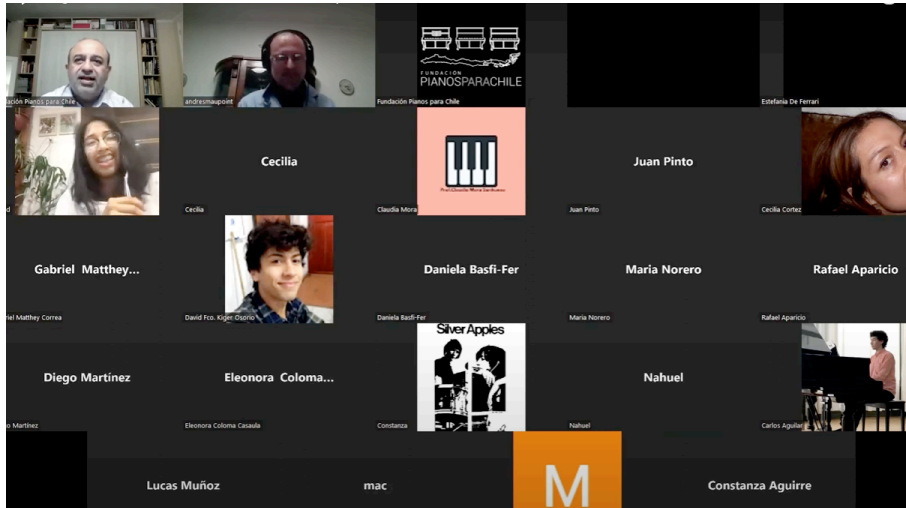 FUNDACIÓN
PIANOSPARACHILE
ación Pianos para Chile
andresmaupoint
Fundación Pianos para Chile
Estefania De Ferrari
Cecilia
Juan Pinto
d
Cecilia
Claudia Mora
Juan Pinto
Cecilia Cortez
Gabriel Matthey...
Daniela Basfi-Fer
Maria Norero
Rafael Aparicio
iel Matthey Correa
David Fco. Kiger Osorio
Daniela Basfi-Fer
Maria Norero
Rafael Aparicio
Silver Apples
Diego Martínez
Eleonora Coloma...
Nahuel
o Martínez
Eleonora Coloma Casaula
Constanza
Nahuel
Carlos Aguilar
Lucas Muñoz
mac
M
Constanza Aguirre